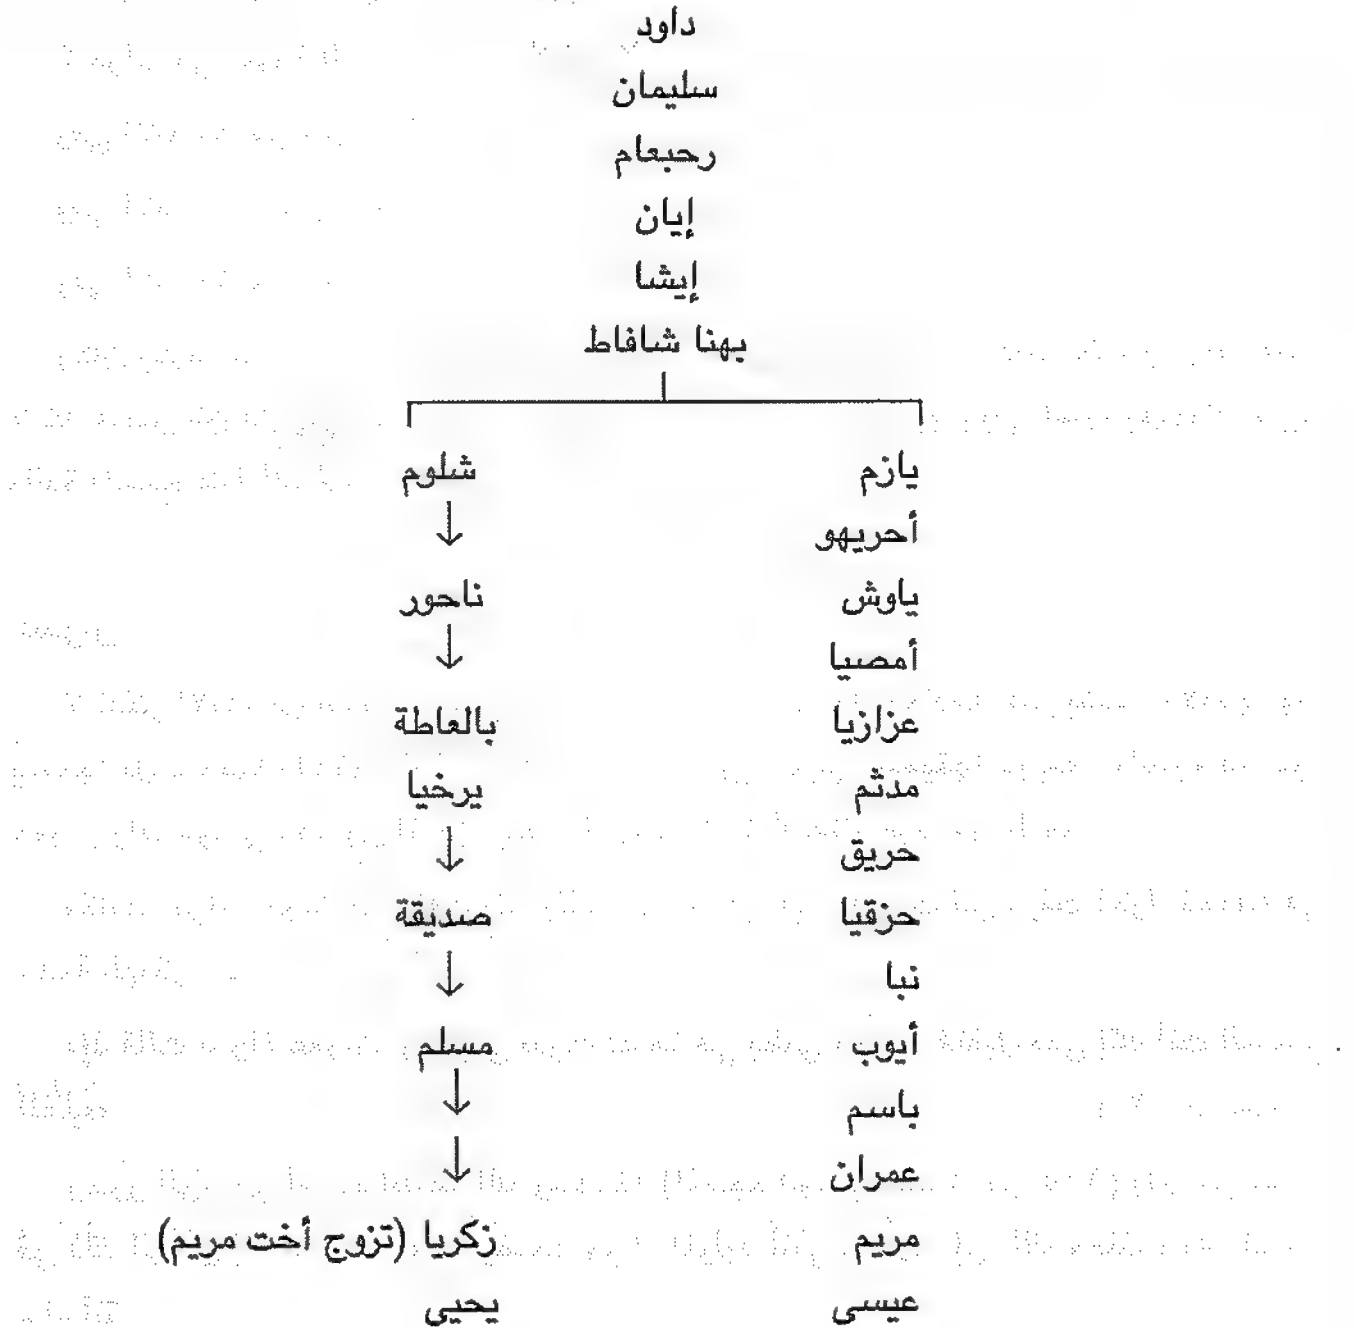 داود
سليمان
رحبعام
إيان
إيشا
يهنا شافاط
يازم
أحريهو
ياوش
أمصيا
عزازيا
مدثم
حريق
حزقيا
نبا
أيوب
باسم
عمران
مريم
عيسى
شلوم
ناحور
بالعاطة
يرخيا
صديقة
مسلم
زكريا (تزوج أخت مريم)
يحيى